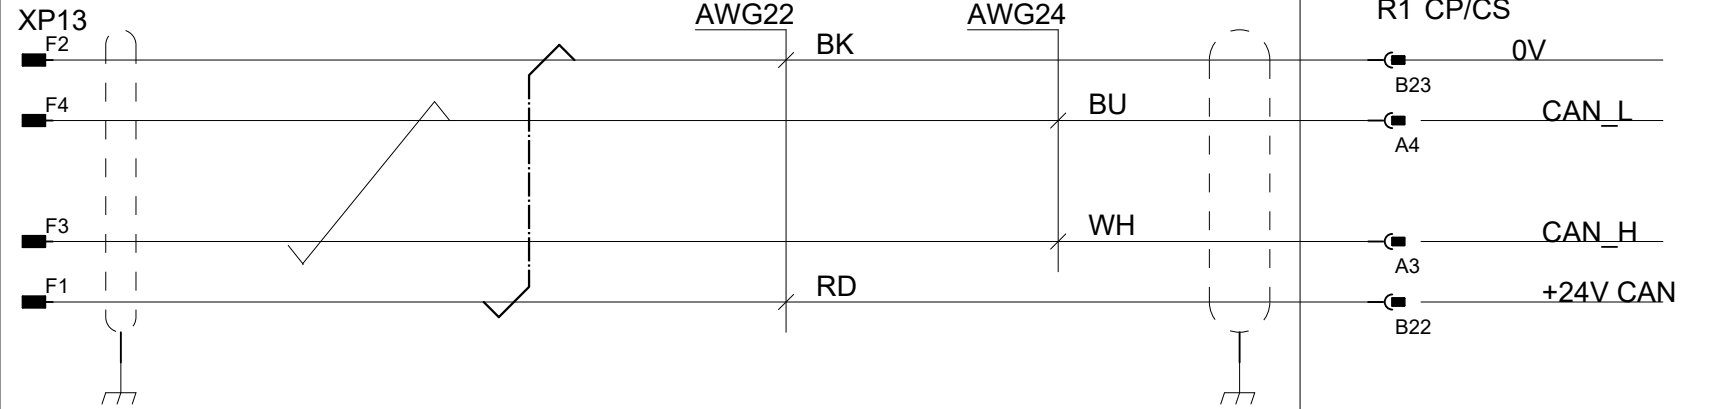 XP13
AWG22
AWG24
R1 CP/CS
F2
BK
0V
B23
F4
BU
CAN_L
A4
F3
WH
CAN_H
A3
F1
RD
+24V CAN
B22